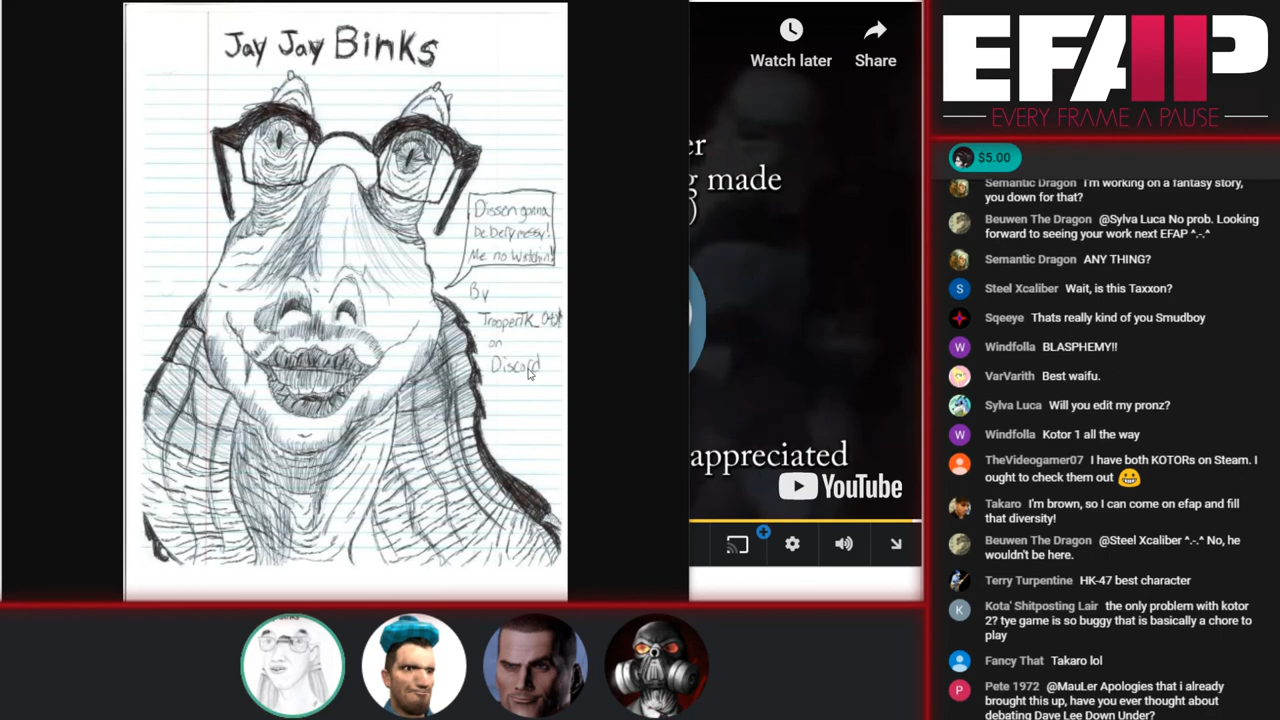 Jay Jay Binks
Dissen gonna
be bery messy!
Me no Watchin!
By
on
Discord
Watch later
Share
er
g made
)
appreciated
YouTube
EFAP
EVERY FRAME A PAUSE
$5.00
Semantic Dragon I'm working on a fantasy story,
you down for that?
Beuwen The Dragon @Sylva Luca No prob. Looking
forward to seeing your work next EFAP ^.-.^
Semantic Dragon ANY THING?
S Steel Xcaliber Wait, is this Taxxon?
Sqeeye Thats really kind of you Smudboy
W Windfolla BLASPHEMY!!
VarVarith Best waifu.
Sylva Luca Will you edit my pronz?
W Windfolla Kotor 1 all the way
TheVideogamer07 I have both KOTORs on Steam. I
ought to check them out
Takaro I'm brown, so I can come on efap and fill
that diversity!
Beuwen The Dragon @Steel Xcaliber ^.-.^ No, he
wouldn't be here.
Terry Turpentine HK-47 best character
K Kota' Shitposting Lair the only problem with kotor
2? tye game is so buggy that is basically a chore to
play
Fancy That Takaro lol
P Pete 1972 @MauLer Apologies that i already
brought this up, have you ever thought about
debating Dave Lee Down Under?